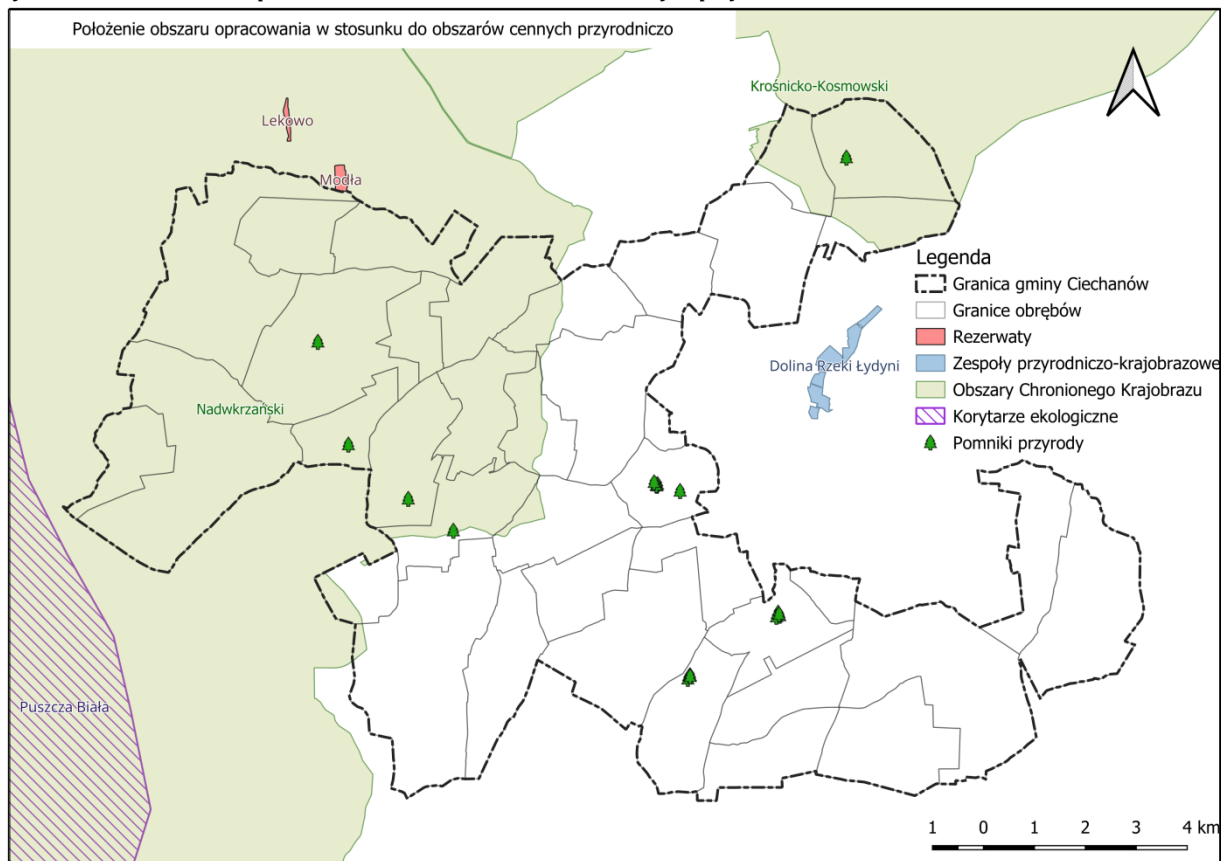 Położenie obszaru opracowania w stosunku do obszarów cennych przyrodniczo
Krośnicko-Kosmowski
Lekowo
Modła
Legenda
Granica gminy Ciechanów
Granice obrębów
Rezerwaty
Zespoły przyrodniczo-krajobrazowe
Obszary Chronionego Krajobrazu
Korytarze ekologiczne
Pomniki przyrody
Dolina Rzeki Łydyni
Nadwkrzański
Puszcza Biała
1 0 1 2 3 4 km